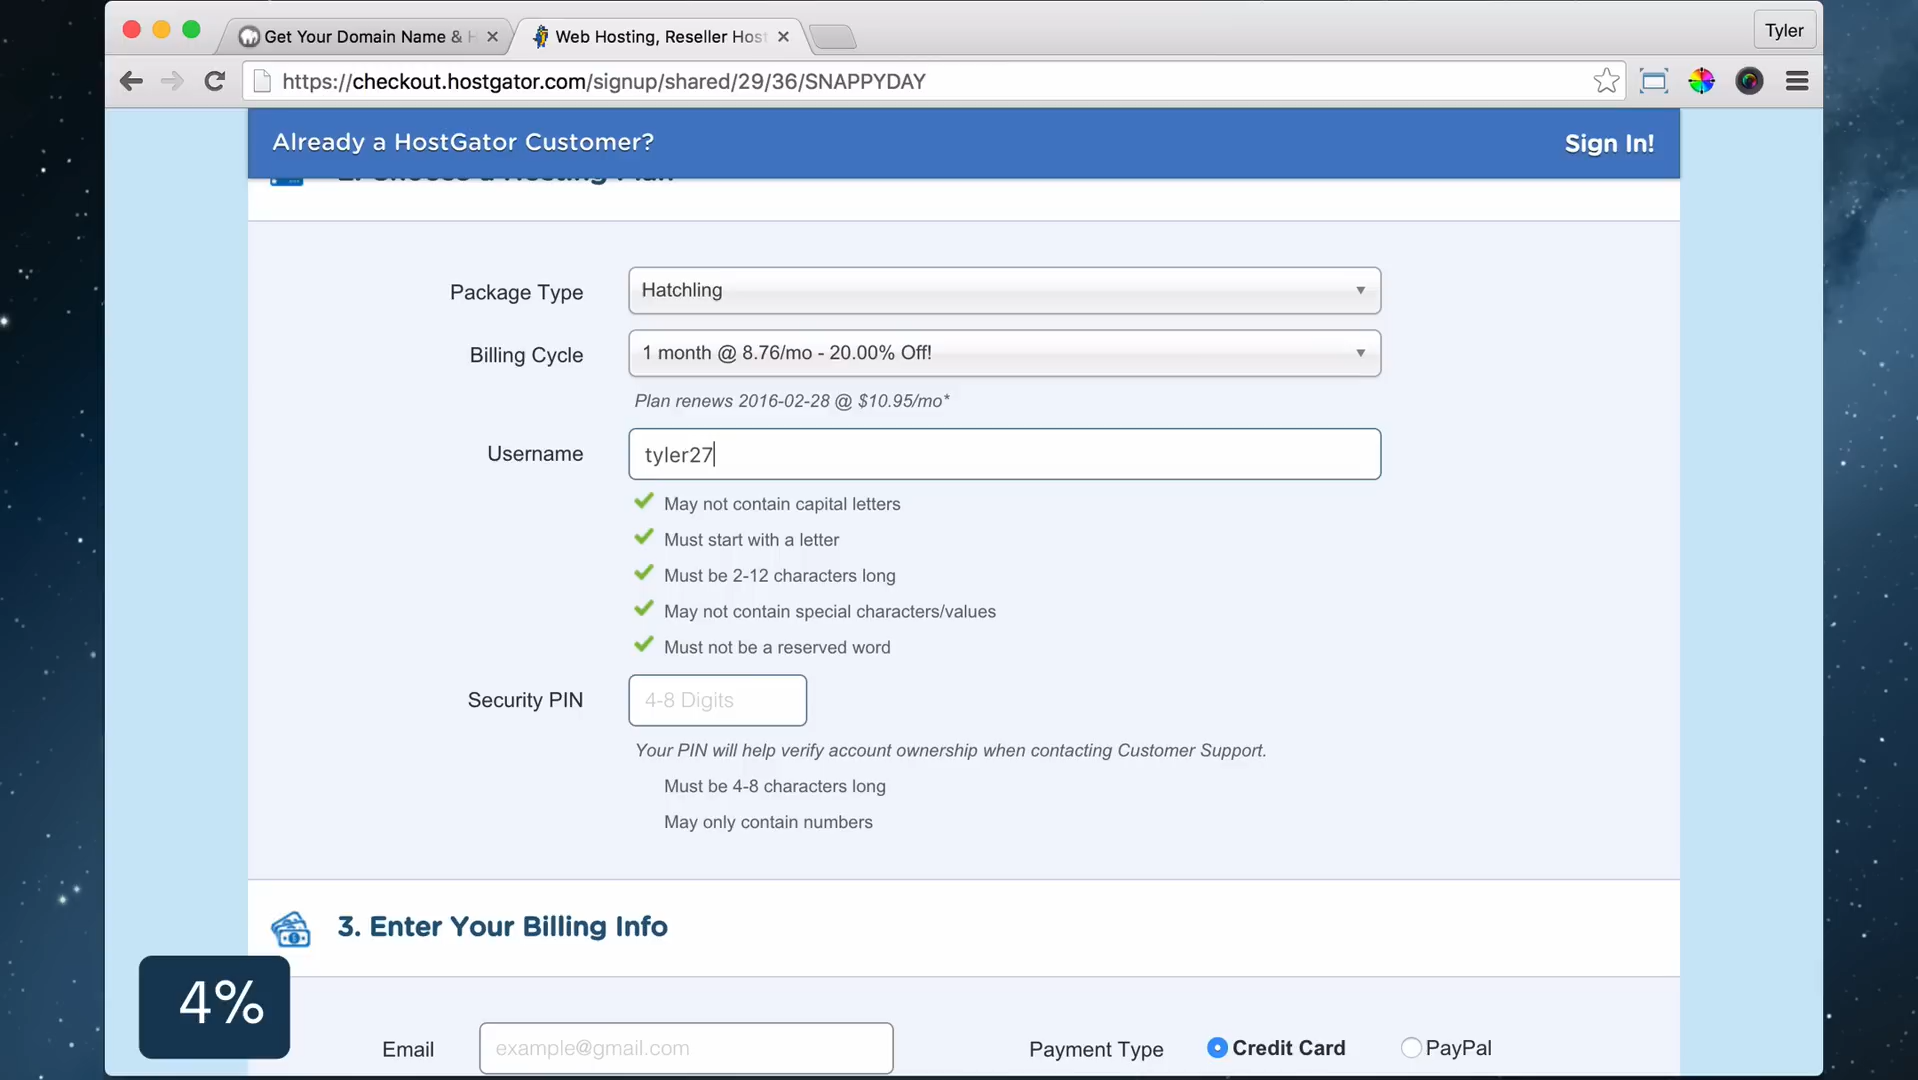 Get Your Domain Name & H
Web Hosting, Reseller Hos
Tyler
https://checkout.hostgator.com/signup/shared/29/36/SNAPPYDAY
Already a HostGator Customer?
Sign In!
2. Choose a Hosting Plan
Package Type
Hatchling
Billing Cycle
1 month @ 8.76/mo - 20.00% Off!
Plan renews 2016-02-28 @ $10.95/mo*
Username
tyler27
May not contain capital letters
Must start with a letter
Must be 2-12 characters long
May not contain special characters/values
Must not be a reserved word
Security PIN
4-8 Digits
Your PIN will help verify account ownership when contacting Customer Support.
Must be 4-8 characters long
May only contain numbers
3. Enter Your Billing Info
4%
Email
example@gmail.com
Payment Type
Credit Card
PayPal